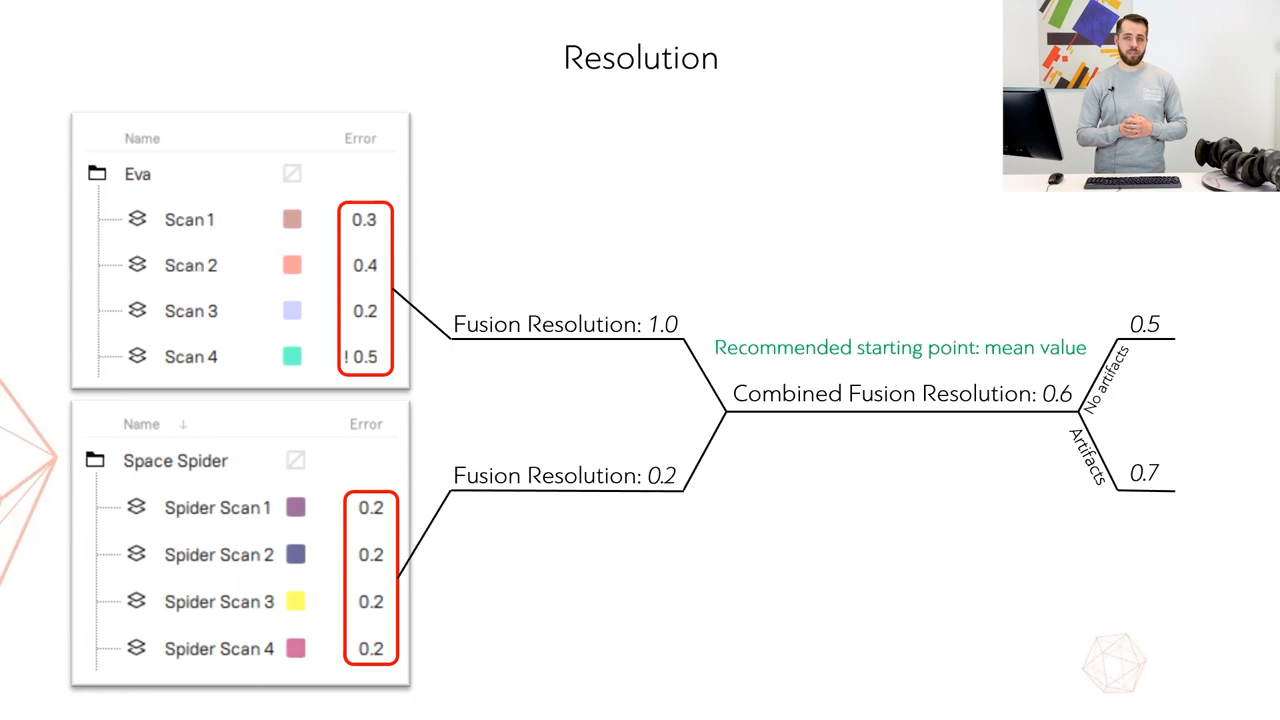 Resolution
Name Error
Eva
Scan 1 0.3
Scan 2 0.4
Scan 3 0.2
Scan 4 ! 0.5
Name ↓ Error
Space Spider
Spider Scan 1 0.2
Spider Scan 2 0.2
Spider Scan 3 0.2
Spider Scan 4 0.2
Fusion Resolution: 1.0
Fusion Resolution: 0.2
Recommended starting point: mean value
Combined Fusion Resolution: 0.6
No artifacts
0.5
Artifacts
0.7